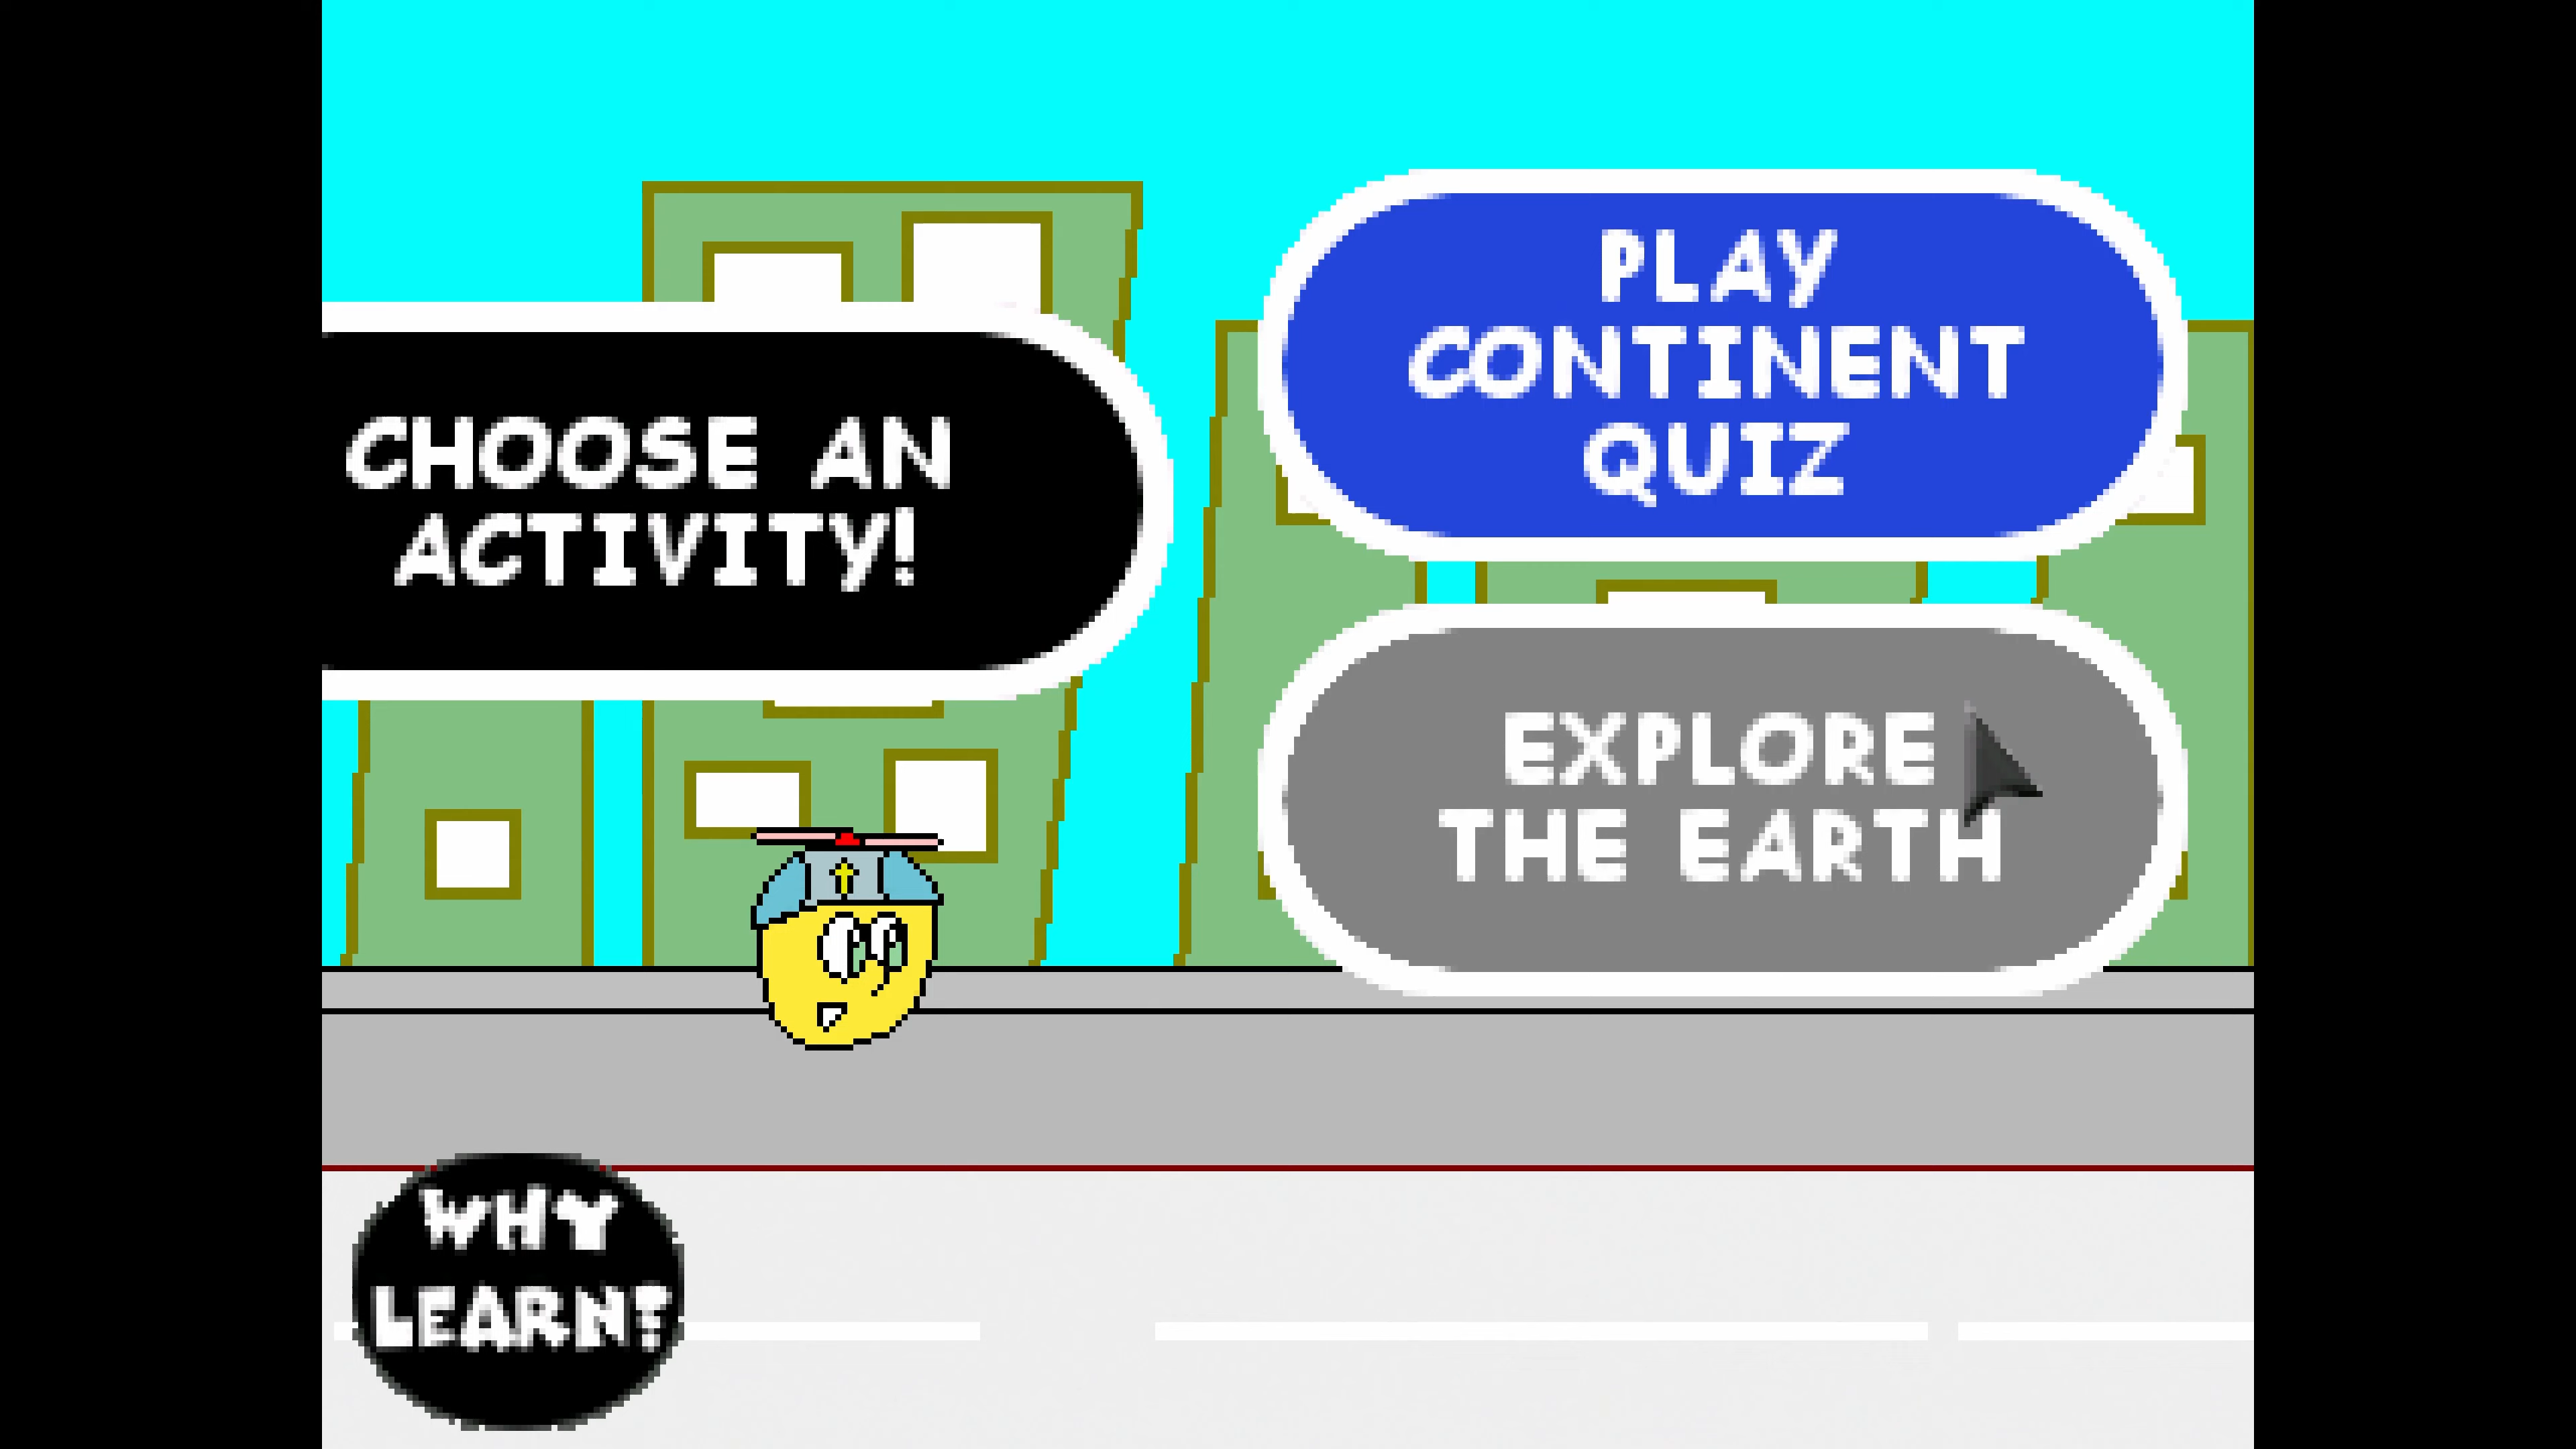 CHOOSE AN
ACTIVITY!
PLAY
CONTINENT
QUIZ
EXPLORE
THE EARTH
WHY
LEARN?